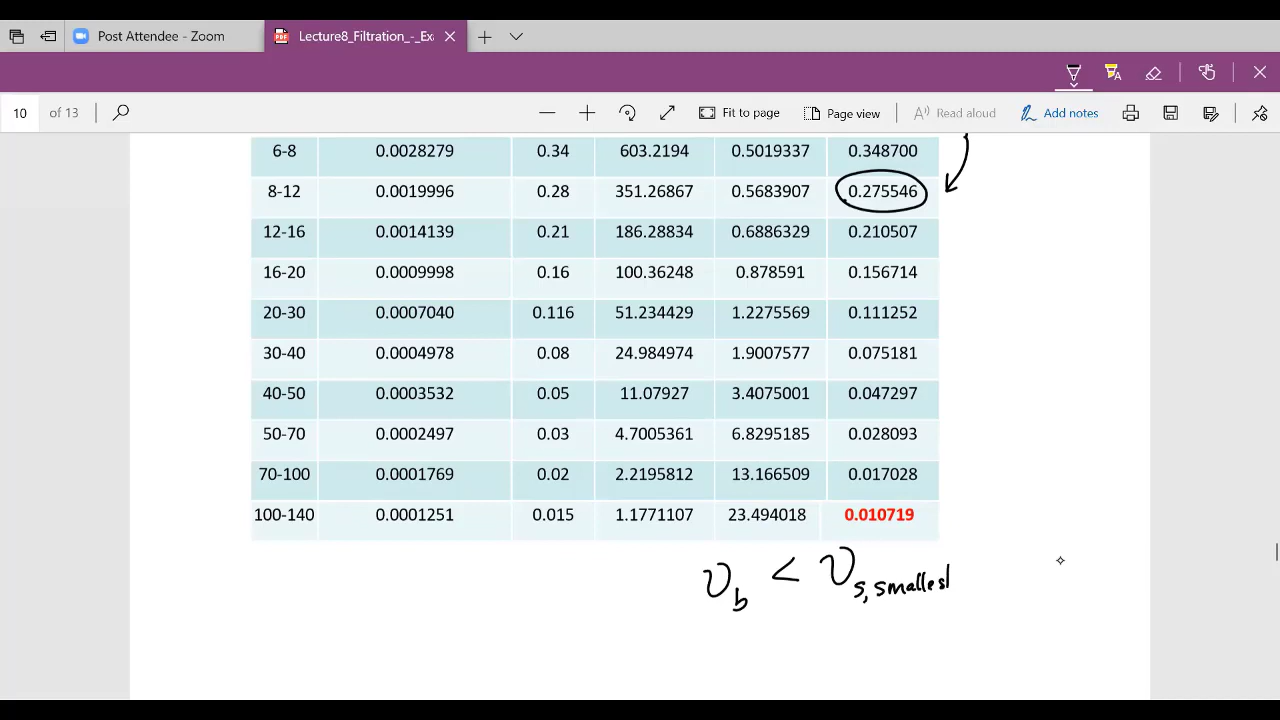 Post Attendee - Zoom Lecture8_Filtration_-_Ex
10 of 13 Fit to page Page view Read aloud Add notes
6-8 0.0028279 0.34 603.2194 0.5019337 0.348700
8-12 0.0019996 0.28 351.26867 0.5683907 0.275546
12-16 0.0014139 0.21 186.28834 0.6886329 0.210507
16-20 0.0009998 0.16 100.36248 0.878591 0.156714
20-30 0.0007040 0.116 51.234429 1.2275569 0.111252
30-40 0.0004978 0.08 24.984974 1.9007577 0.075181
40-50 0.0003532 0.05 11.07927 3.4075001 0.047297
50-70 0.0002497 0.03 4.7005361 6.8295185 0.028093
70-100 0.0001769 0.02 2.2195812 13.166509 0.017028
100-140 0.0001251 0.015 1.1771107 23.494018 0.010719
v_b < v_s, smallest